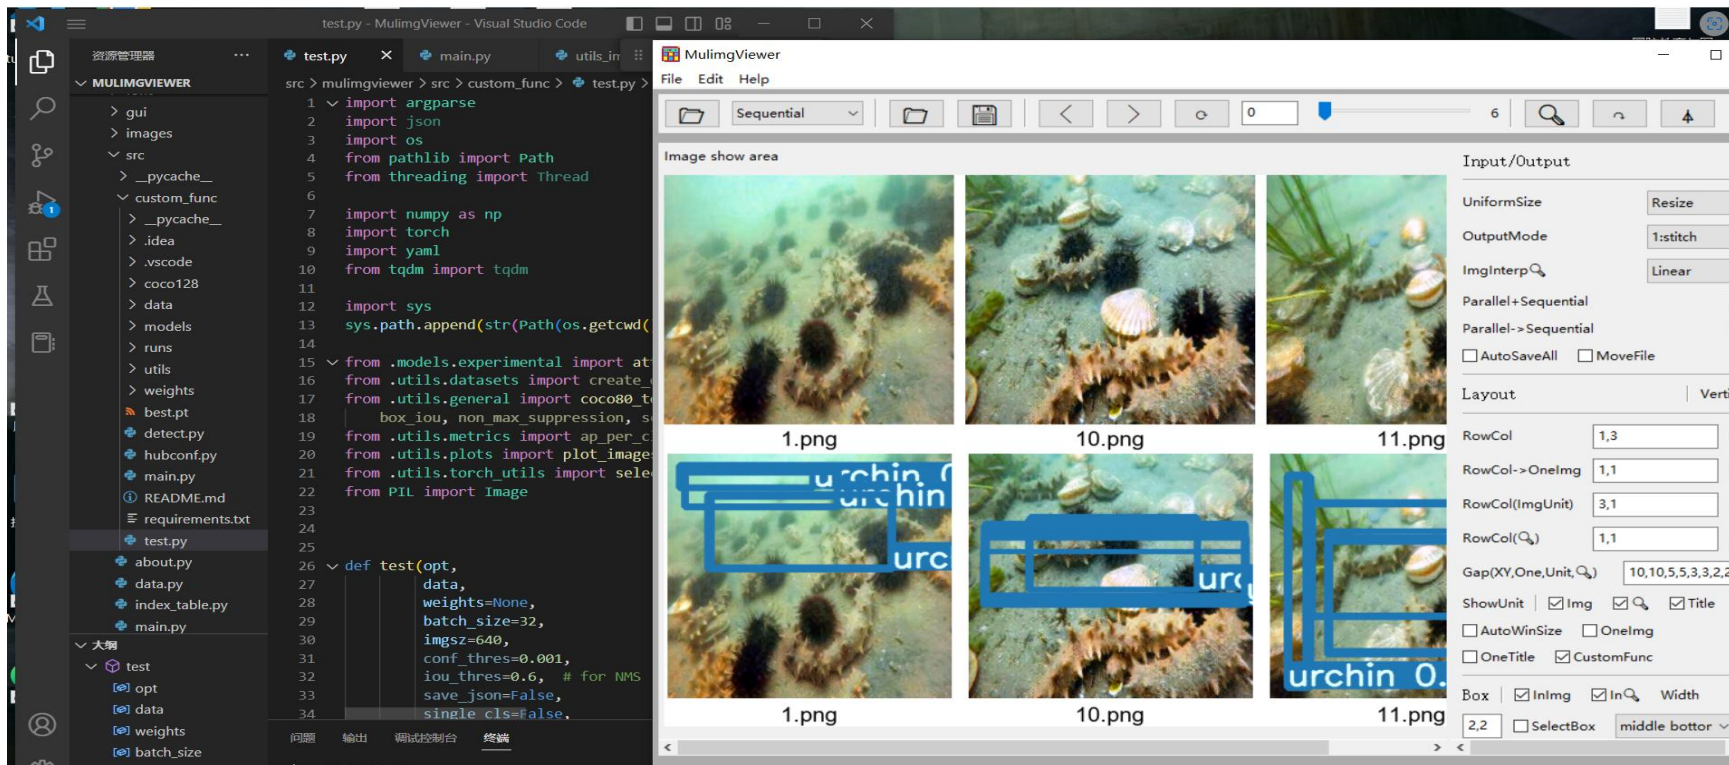 test.py - MulimgViewer - Visual Studio Code
资源管理器
MULIMGVIEWER
gui
images
src
__pycache__
custom_func
__pycache__
.idea
.vscode
coco128
data
models
runs
utils
weights
best.pt
detect.py
hubconf.py
main.py
README.md
requirements.txt
test.py
about.py
data.py
index_table.py
main.py
大纲
test
opt
data
weights
batch_size
1
test.py
main.py
src > mulimgviewer > src > custom_func > test.py >
1 import argparse
2 import json
3 import os
4 from pathlib import Path
5 from threading import Thread
6
7 import numpy as np
8 import torch
9 import yaml
10 from tqdm import tqdm
11
12 import sys
13 sys.path.append(str(Path(os.getcwd(
14
15 from .models.experimental import
16 from .utils.datasets import
17 from .utils.general import
18 box_iou, non_max_suppression,
19 from .utils.metrics import
20 from .utils.plots import
21 from .utils.torch_utils import
22 from PIL import Image
23
24
25
26 def test(opt,
27 data,
28 weights=None,
29 batch_size=32,
30 imgsz=640,
31 conf_thres=0.001,
32 iou_thres=0.6, # for NMS
33 save_json=False,
34 single_cls=False,
问题 输出 调试控制台 终端
MulimgViewer
File Edit Help
Sequential
0
6
Image show area
1.png 10.png 11.png
urchin
urchin
urchin 0.
1.png 10.png 11.png
Input/Output
UniformSize Resize
OutputMode 1:stitch
ImgInterp Linear
Parallel+Sequential
Parallel->Sequential
AutoSaveAll MoveFile
Layout
RowCol 1,3
RowCol->OneImg 1,1
RowCol(ImgUnit) 3,1
RowCol( ) 1,1
Gap(XY,One,Unit, ) 10,10,5,5,3,3,2,2
ShowUnit Img Title
AutoWinSize OneImg
OneTitle CustomFunc
Box InImg In Width
2,2 SelectBox middle bottor